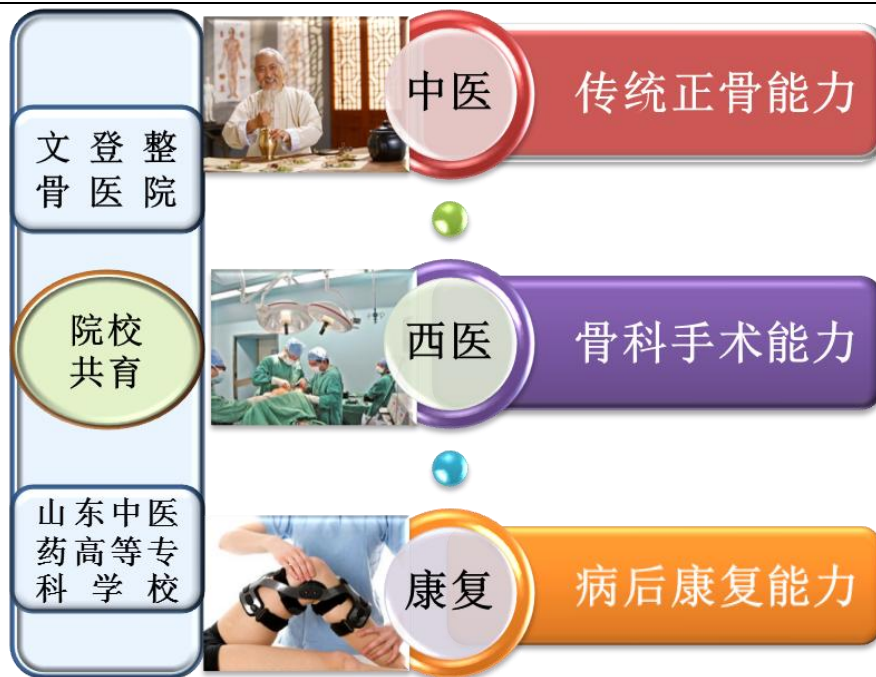 文登整
骨医院
院校
共育
山东中医
药高等专
科学校
中医
传统正骨能力
西医
骨科手术能力
康复
病后康复能力